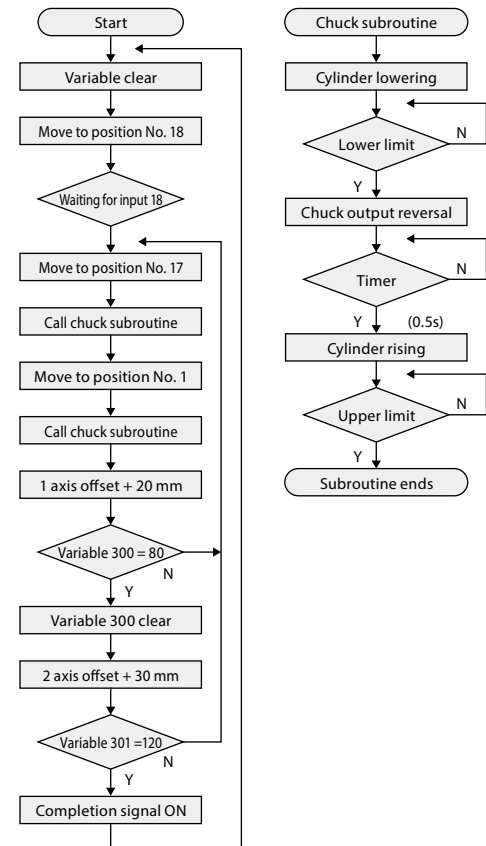 Start
Variable clear
Move to position No. 18
Waiting for input 18
Move to position No. 17
Call chuck subroutine
Move to position No. 1
Call chuck subroutine
1 axis offset + 20 mm
Variable 300 = 80
N
Y
Variable 300 clear
2 axis offset + 30 mm
Variable 301 =120
N
Y
Completion signal ON
Chuck subroutine
Cylinder lowering
Lower limit
N
Y
Chuck output reversal
Timer
N
Y (0.5s)
Cylinder rising
Upper limit
N
Y
Subroutine ends